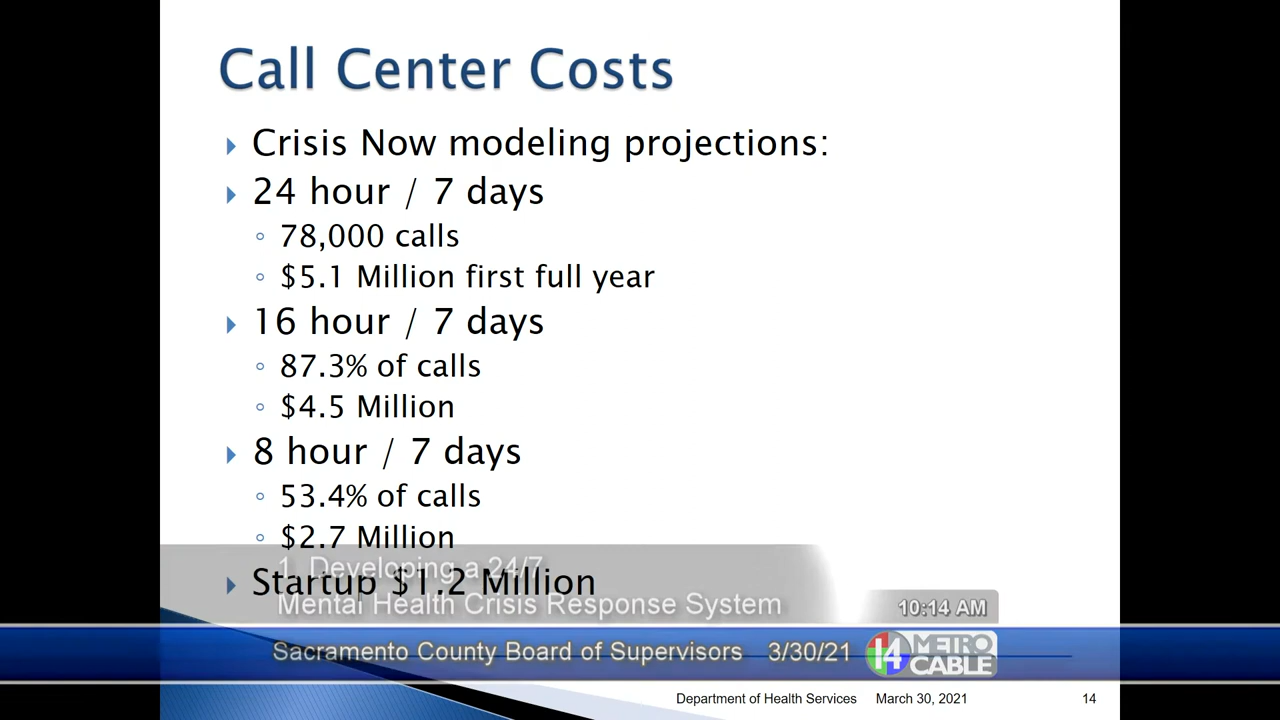 Call Center Costs
Crisis Now modeling projections:
24 hour / 7 days
78,000 calls
$5.1 Million first full year
16 hour / 7 days
87.3% of calls
$4.5 Million
8 hour / 7 days
53.4% of calls
$2.7 Million
Startup $1.2 Million
1. Developing a 24/7
Mental Health Crisis Response System
10:14 AM
Sacramento County Board of Supervisors 3/30/21
14 METRO
CABLE
Department of Health Services March 30, 2021 14